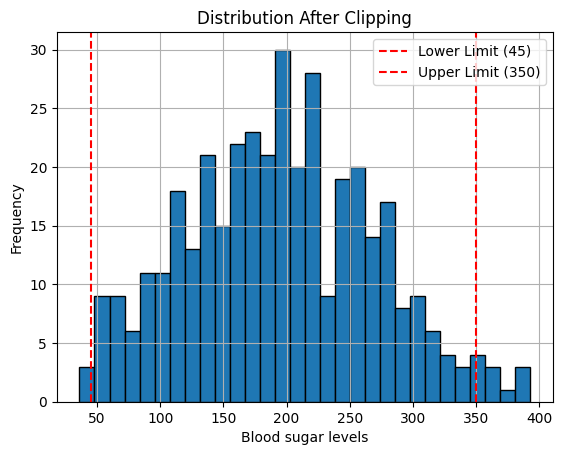 Distribution After Clipping
Lower Limit (45)
Upper Limit (350)
30
25
20
15
10
5
0
Frequency
50 100 150 200 250 300 350 400
Blood sugar levels